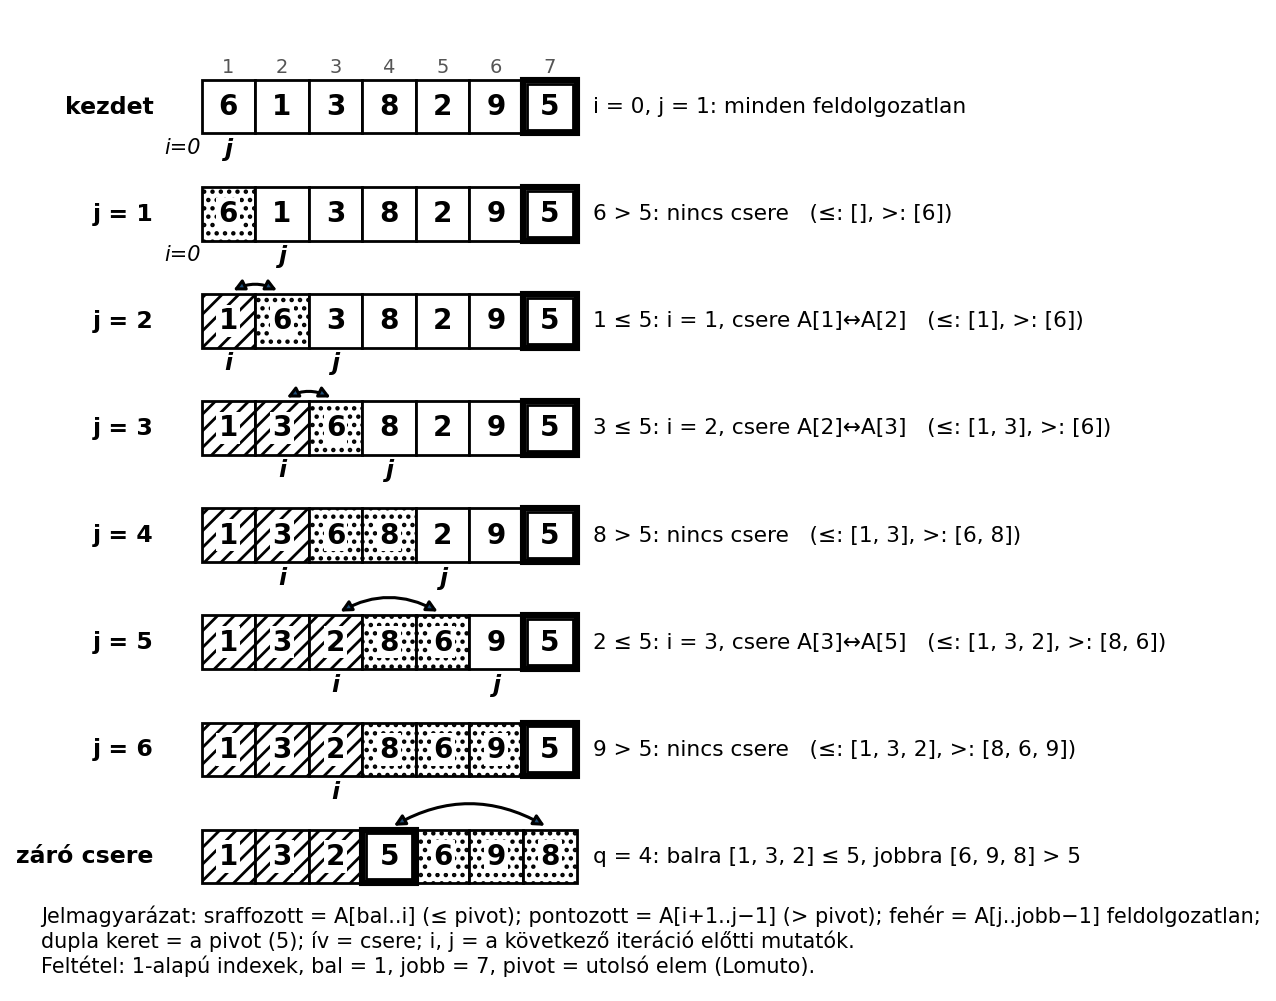 1 2 3 4 5 6 7
kezdet 6 1 3 8 2 9 5 i = 0, j = 1: minden feldolgozatlan
i=0 j
j = 1 6 1 3 8 2 9 5 6 > 5: nincs csere (≤: [], >: [6])
i=0 j
j = 2 1 6 3 8 2 9 5 1 ≤ 5: i = 1, csere A[1]↔A[2] (≤: [1], >: [6])
i j
j = 3 1 3 6 8 2 9 5 3 ≤ 5: i = 2, csere A[2]↔A[3] (≤: [1, 3], >: [6])
i j
j = 4 1 3 6 8 2 9 5 8 > 5: nincs csere (≤: [1, 3], >: [6, 8])
i j
j = 5 1 3 2 8 6 9 5 2 ≤ 5: i = 3, csere A[3]↔A[5] (≤: [1, 3, 2], >: [8, 6])
i j
j = 6 1 3 2 8 6 9 5 9 > 5: nincs csere (≤: [1, 3, 2], >: [8, 6, 9])
i
záró csere 1 3 2 5 6 9 8 q = 4: balra [1, 3, 2] ≤ 5, jobbra [6, 9, 8] > 5
Jelmagyarázat: sraffozott = A[bal..i] (≤ pivot); pontozott = A[i+1..j−1] (> pivot); fehér = A[j..jobb−1] feldolgozatlan;
dupla keret = a pivot (5); ív = csere; i, j = a következő iteráció előtti mutatók.
Feltétel: 1-alapú indexek, bal = 1, jobb = 7, pivot = utolsó elem (Lomuto).